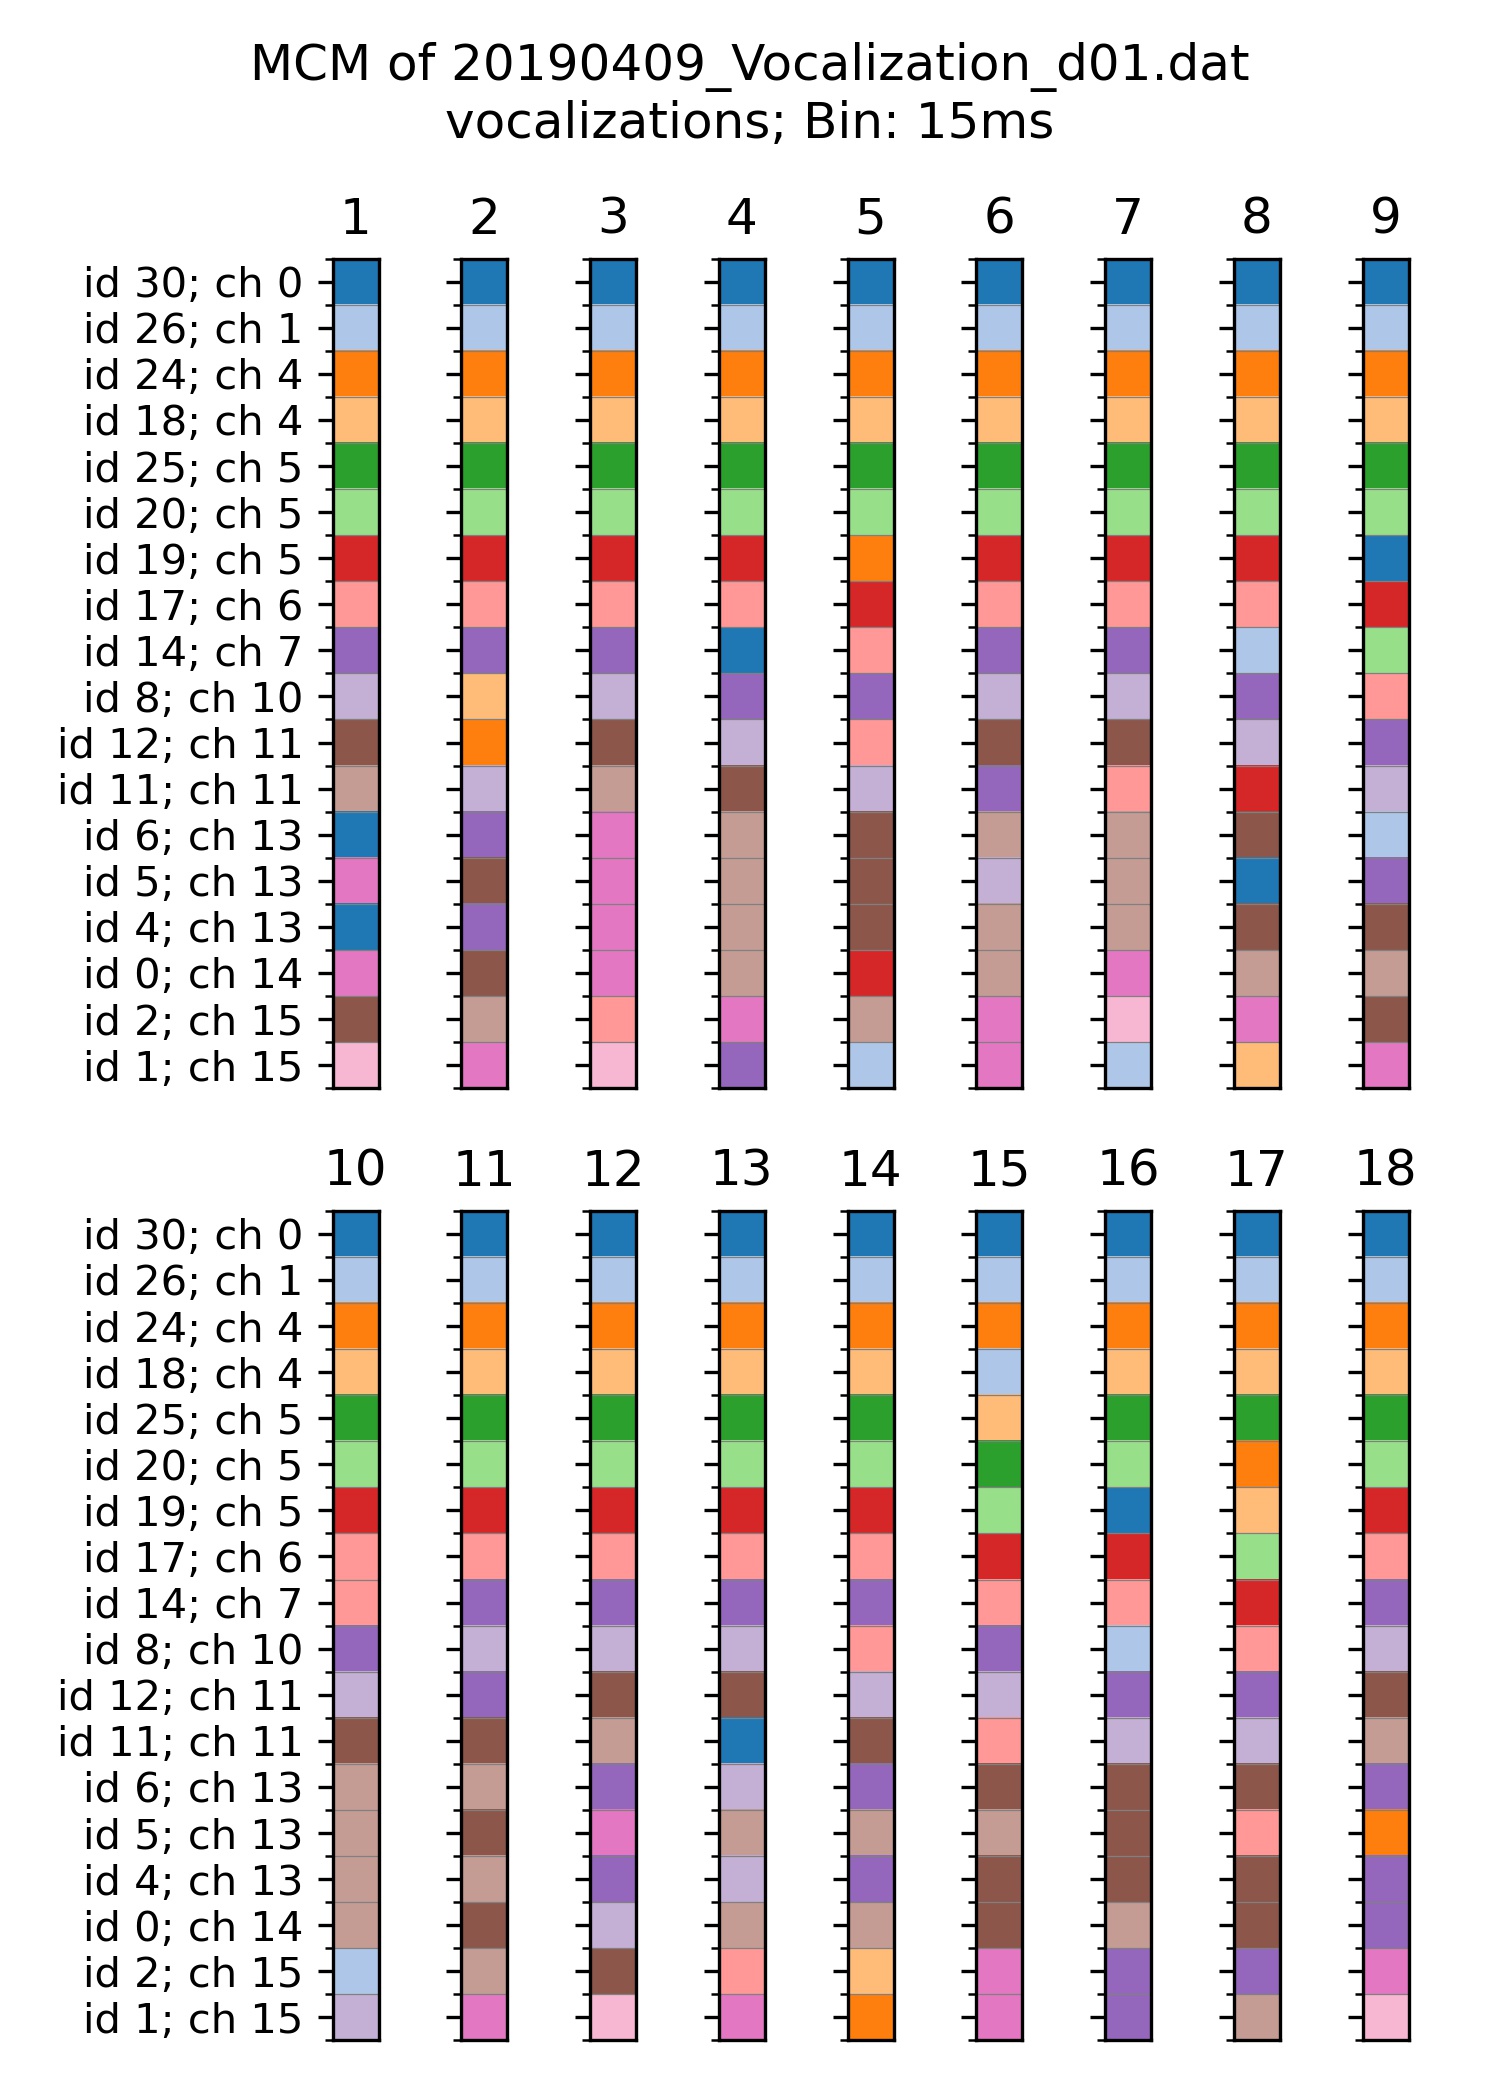 MCM of 20190409_Vocalization_d01.dat
vocalizations; Bin: 15ms
1 2 3 4 5 6 7 8 9
id 30; ch 0
id 26; ch 1
id 24; ch 4
id 18; ch 4
id 25; ch 5
id 20; ch 5
id 19; ch 5
id 17; ch 6
id 14; ch 7
id 8; ch 10
id 12; ch 11
id 11; ch 11
id 6; ch 13
id 5; ch 13
id 4; ch 13
id 0; ch 14
id 2; ch 15
id 1; ch 15
10 11 12 13 14 15 16 17 18
id 30; ch 0
id 26; ch 1
id 24; ch 4
id 18; ch 4
id 25; ch 5
id 20; ch 5
id 19; ch 5
id 17; ch 6
id 14; ch 7
id 8; ch 10
id 12; ch 11
id 11; ch 11
id 6; ch 13
id 5; ch 13
id 4; ch 13
id 0; ch 14
id 2; ch 15
id 1; ch 15